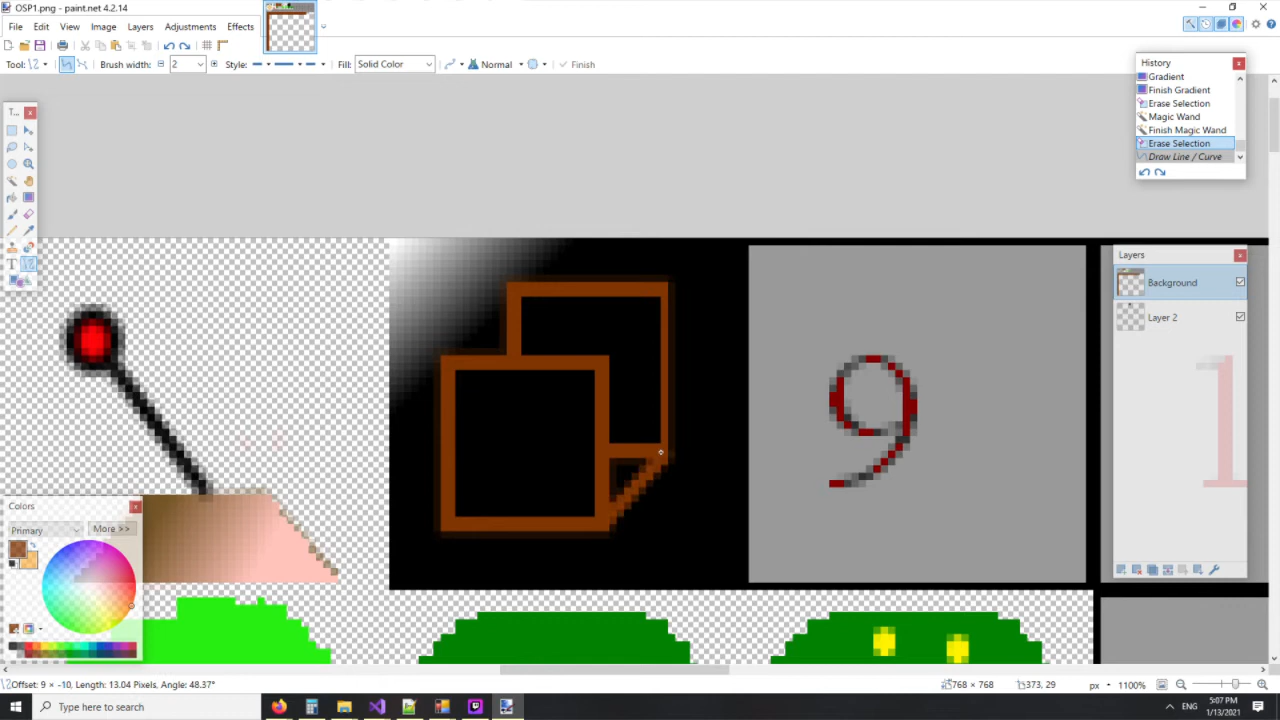 OSP1.png - paint.net 4.2.14
File Edit View Image Layers Adjustments Effects
Tool: Brush width: 2 Style: Fill: Solid Color Normal Finish
History
Gradient
Finish Gradient
Erase Selection
Magic Wand
Finish Magic Wand
Erase Selection
Draw Line / Curve
T...
T
Layers
Background
Layer 2
9
1
Colors
Primary More >>
Offset: 9 × -10, Length: 13.04 Pixels, Angle: 48.37° 768 × 768 373, 29 px 1100%
Type here to search
ENG
5:07 PM
1/13/2021